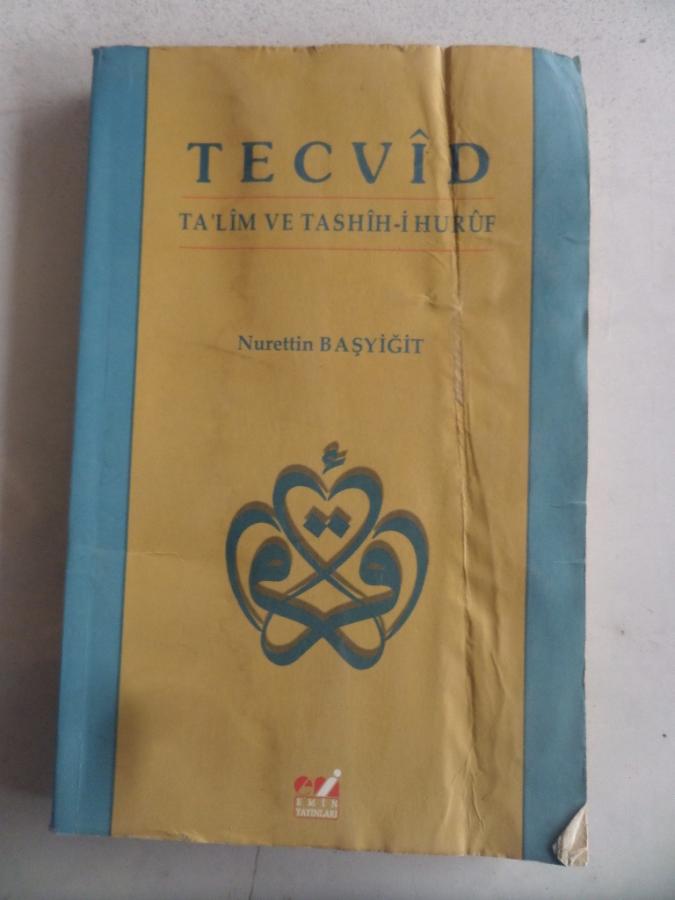 TECVÎD
TA'LÎM VE TASHÎH-İ HURÛF
Nurettin BAŞYİĞİT
EMİN
YAYINLARI